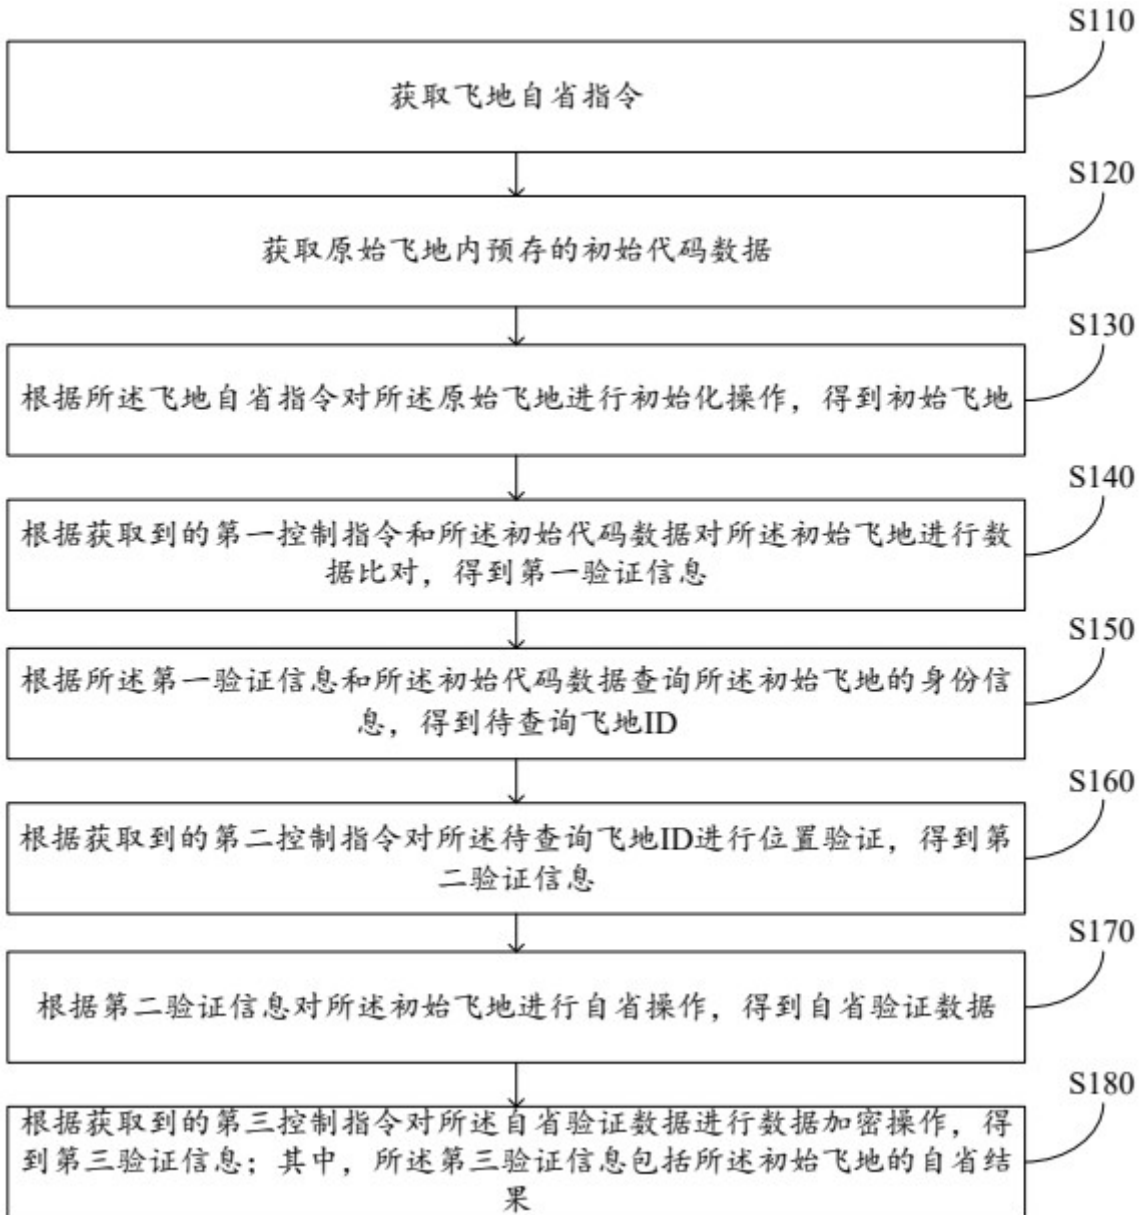 S110
获取飞地自省指令
S120
获取原始飞地内预存的初始代码数据
S130
根据所述飞地自省指令对所述原始飞地进行初始化操作，得到初始飞地
S140
根据获取到的第一控制指令和所述初始代码数据对所述初始飞地进行数
据比对，得到第一验证信息
S150
根据所述第一验证信息和所述初始代码数据查询所述初始飞地的身份信
息，得到待查询飞地ID
S160
根据获取到的第二控制指令对所述待查询飞地ID进行位置验证，得到第
二验证信息
S170
根据第二验证信息对所述初始飞地进行自省操作，得到自省验证数据
S180
根据获取到的第三控制指令对所述自省验证数据进行数据加密操作，得
到第三验证信息；其中，所述第三验证信息包括所述初始飞地的自省结
果